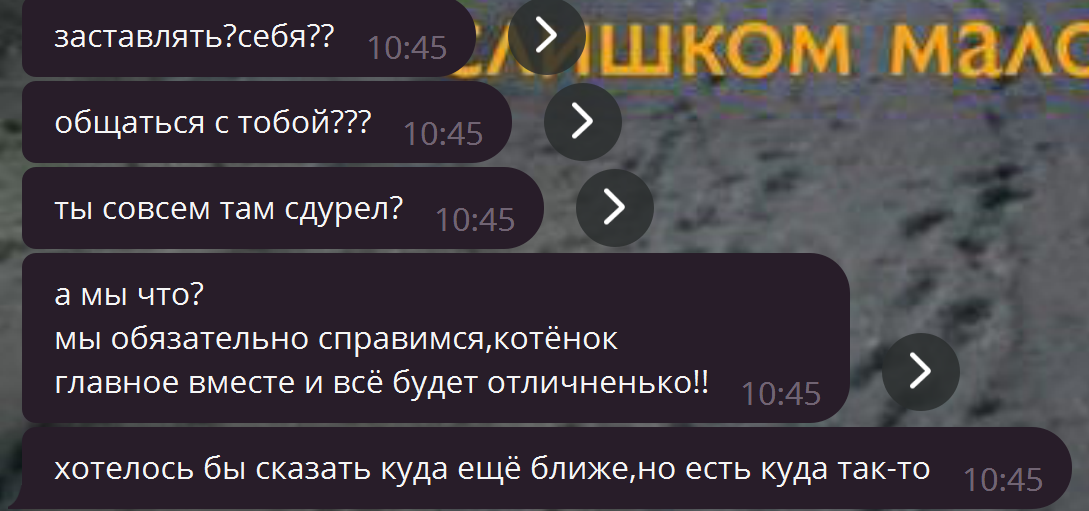 заставлять?себя?? 10:45
слишком мало
общаться с тобой??? 10:45
ты совсем там сдурел? 10:45
а мы что?
мы обязательно справимся,котёнок
главное вместе и всё будет отличненько!! 10:45
хотелось бы сказать куда ещё ближе,но есть куда так-то 10:45